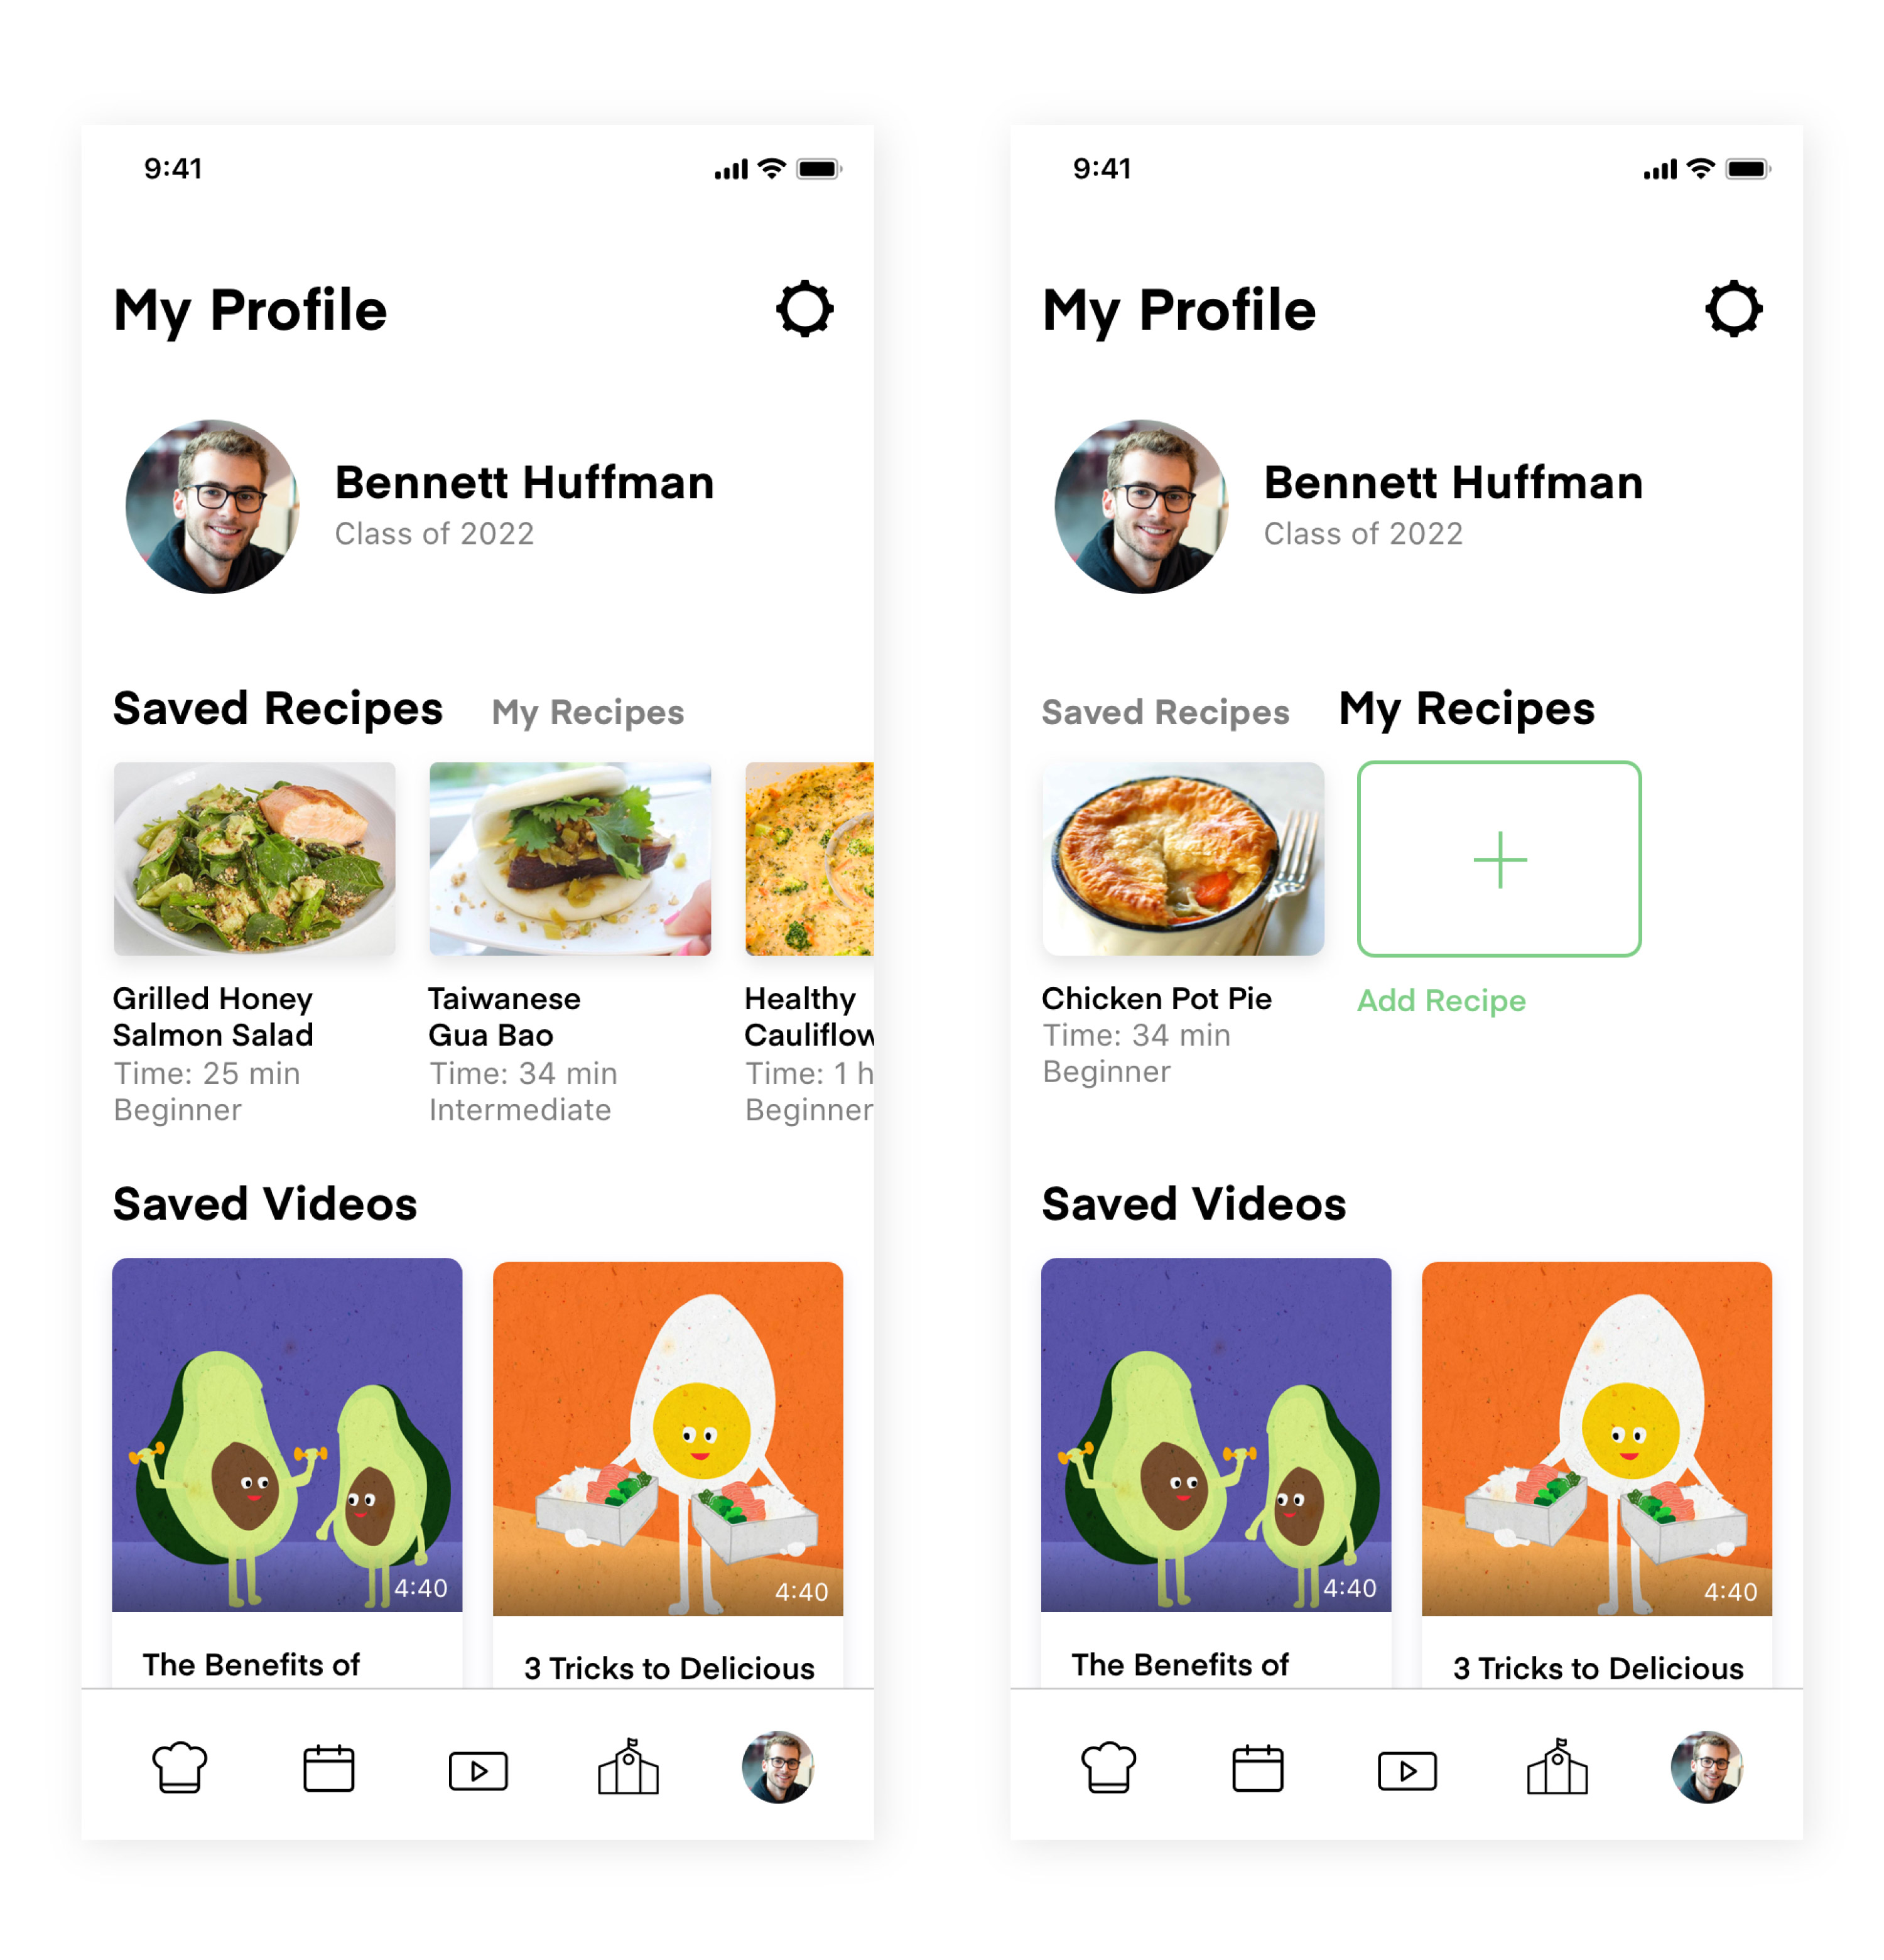 9:41
My Profile
Bennett Huffman
Class of 2022
Saved Recipes My Recipes
Grilled Honey
Salmon Salad
Time: 25 min
Beginner
Taiwanese
Gua Bao
Time: 34 min
Intermediate
Healthy
Cauliflow
Time: 1 h
Beginner
Saved Videos
4:40
The Benefits of
4:40
3 Tricks to Delicious
9:41
My Profile
Bennett Huffman
Class of 2022
Saved Recipes My Recipes
Chicken Pot Pie
Time: 34 min
Beginner
Add Recipe
Saved Videos
4:40
The Benefits of
4:40
3 Tricks to Delicious